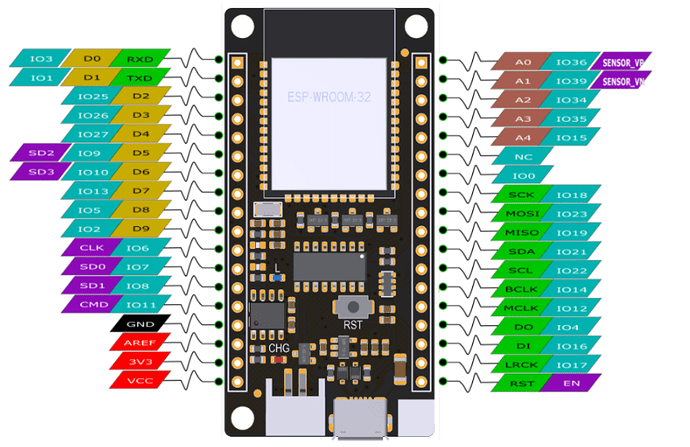 IO3 D0 RXD
IO1 D1 TXD
IO25 D2
IO26 D3
IO27 D4
SD2 IO9 D5
SD3 IO10 D6
IO13 D7
IO5 D8
IO2 D9
CLK IO6
SD0 IO7
SD1 IO8
CMD IO11
GND
AREF
3V3
VCC
ESP-WROOM-32
L
RST
CHG
A0 IO36 SENSOR_VP
A1 IO39 SENSOR_VN
A2 IO34
A3 IO35
A4 IO15
NC
IO0
SCK IO18
MOSI IO23
MISO IO19
SDA IO21
SCL IO22
BCLK IO14
MCLK IO12
DO IO4
DI IO16
LRCK IO17
RST EN